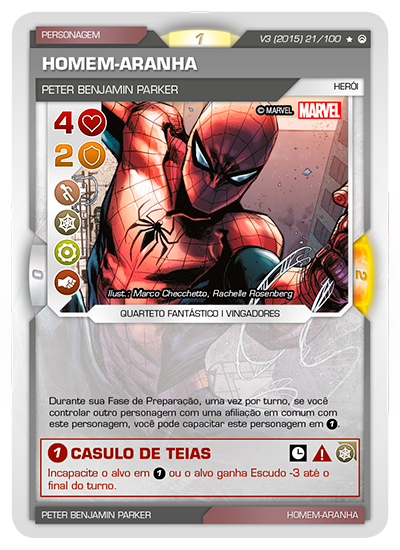 PERSONAGEM
1
V3 (2015) 21/100
HOMEM-ARANHA
PETER BENJAMIN PARKER
HERÓI
© MARVEL MARVEL
4
2
0
2
Ilust.: Marco Checchetto, Rachelle Rosenberg
QUARTETO FANTÁSTICO | VINGADORES
Durante sua Fase de Preparação, uma vez por turno, se você
controlar outro personagem com uma afiliação em comum com
este personagem, você pode capacitar este personagem em 1.
1 CASULO DE TEIAS
Incapacite o alvo em 1 ou o alvo ganha Escudo -3 até o
final do turno.
PETER BENJAMIN PARKER
HOMEM-ARANHA